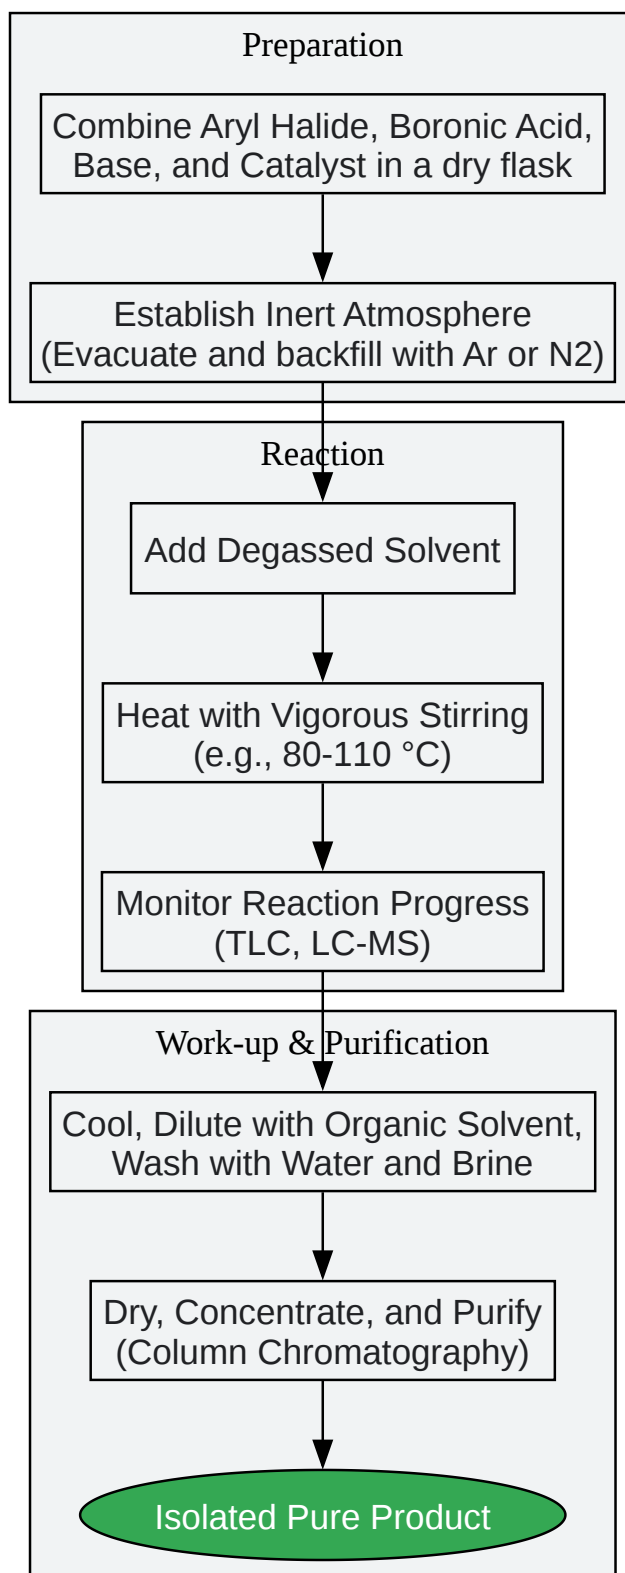 Preparation
Combine Aryl Halide, Boronic Acid,
Base, and Catalyst in a dry flask
Establish Inert Atmosphere
(Evacuate and backfill with Ar or N2)
Reaction
Add Degassed Solvent
Heat with Vigorous Stirring
(e.g., 80-110 °C)
Monitor Reaction Progress
(TLC, LC-MS)
Work-up & Purification
Cool, Dilute with Organic Solvent,
Wash with Water and Brine
Dry, Concentrate, and Purify
(Column Chromatography)
Isolated Pure Product